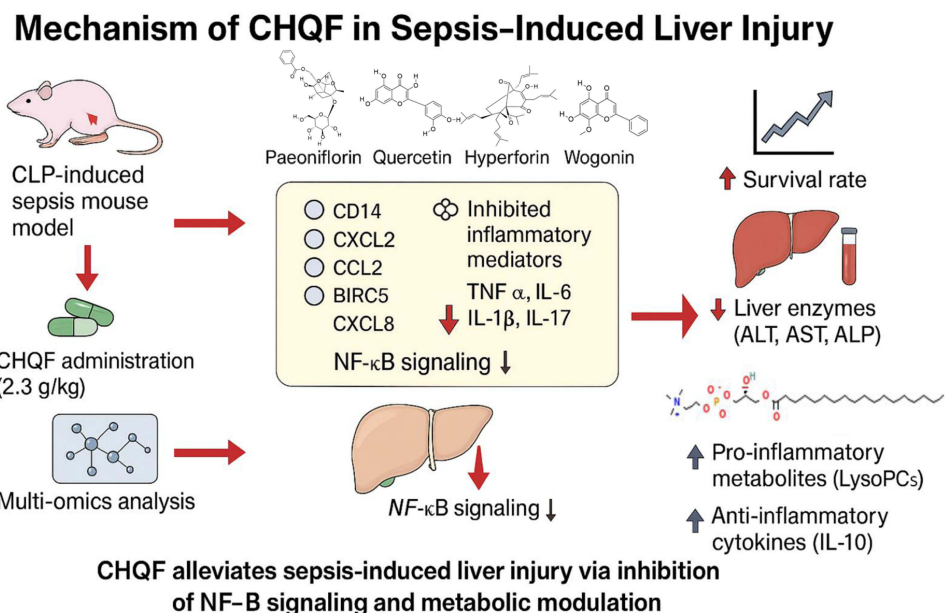 Mechanism of CHQF in Sepsis–Induced Liver Injury
Paeoniflorin Quercetin Hyperforin Wogonin
CLP-induced
sepsis mouse
model
CHQF administration
(2.3 g/kg)
Multi-omics analysis
CD14
CXCL2
CCL2
BIRC5
CXCL8
Inhibited
inflammatory
mediators
TNF α, IL-6
IL-1β, IL-17
NF-κB signaling ↓
NF-κB signaling ↓
Survival rate
Liver enzymes
(ALT, AST, ALP)
Pro-inflammatory
metabolites (LysoPCs)
Anti-inflammatory
cytokines (IL-10)
CHQF alleviates sepsis-induced liver injury via inhibition
of NF–B signaling and metabolic modulation